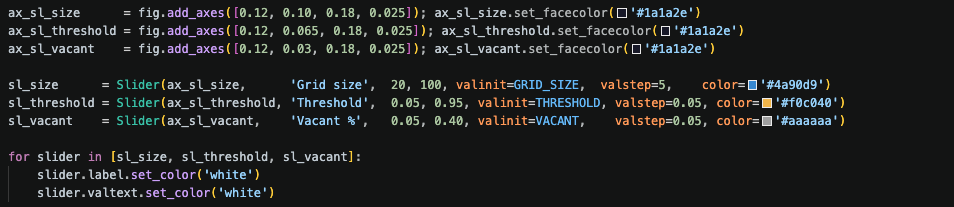 ax_sl_size      = fig.add_axes([0.12, 0.10, 0.18, 0.025]); ax_sl_size.set_facecolor('#1a1a2e')
ax_sl_threshold = fig.add_axes([0.12, 0.065, 0.18, 0.025]); ax_sl_threshold.set_facecolor('#1a1a2e')
ax_sl_vacant    = fig.add_axes([0.12, 0.03, 0.18, 0.025]); ax_sl_vacant.set_facecolor('#1a1a2e')
sl_size      = Slider(ax_sl_size,      'Grid size',  20, 100, valinit=GRID_SIZE,  valstep=5,    color='#4a90d9')
sl_threshold = Slider(ax_sl_threshold, 'Threshold',  0.05, 0.95, valinit=THRESHOLD, valstep=0.05, color='#f0c040')
sl_vacant    = Slider(ax_sl_vacant,    'Vacant %',   0.05, 0.40, valinit=VACANT,    valstep=0.05, color='#aaaaaa')
for slider in [sl_size, sl_threshold, sl_vacant]:
    slider.label.set_color('white')
    slider.valtext.set_color('white')